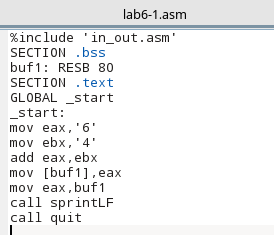 lab6-1.asm
%include 'in_out.asm'
SECTION .bss
buf1: RESB 80
SECTION .text
GLOBAL _start
_start:
mov eax,'6'
mov ebx,'4'
add eax,ebx
mov [buf1],eax
mov eax,buf1
call sprintLF
call quit